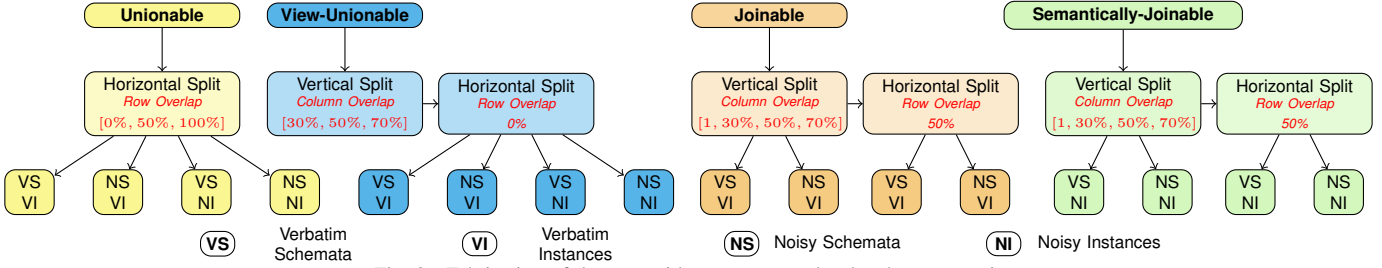 Unionable
View-Unionable
Joinable
Semantically-Joinable
Horizontal Split
Row Overlap
[0%, 50%, 100%]
Vertical Split
Column Overlap
[30%, 50%, 70%]
Horizontal Split
Row Overlap
0%
Vertical Split
Column Overlap
[1, 30%, 50%, 70%]
Horizontal Split
Row Overlap
50%
Vertical Split
Column Overlap
[1, 30%, 50%, 70%]
Horizontal Split
Row Overlap
50%
VS
VI
NS
VI
VS
NI
NS
NI
VS
VI
NS
VI
VS
NI
NS
NI
VS
VI
NS
VI
VS
VI
NS
VI
VS
NI
NS
NI
VS
NI
NS
NI
VS
Verbatim
Schemata
VI
Verbatim
Instances
NS
Noisy Schemata
NI
Noisy Instances